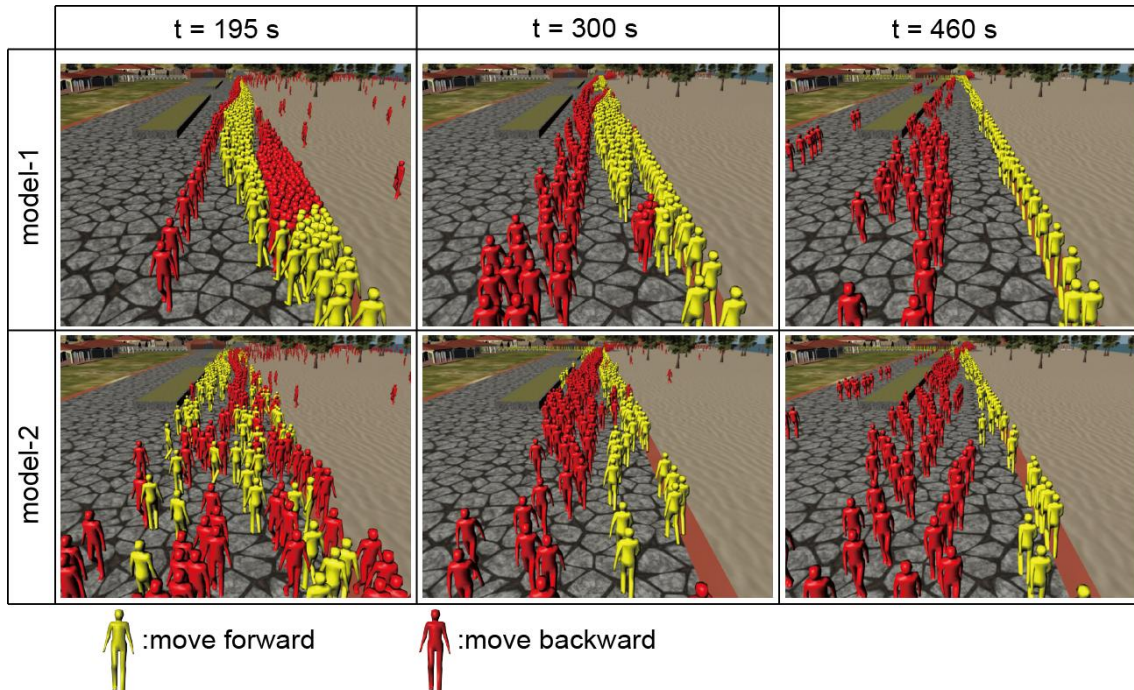 t = 195 s
t = 300 s
t = 460 s
model-1
model-2
:move forward
:move backward